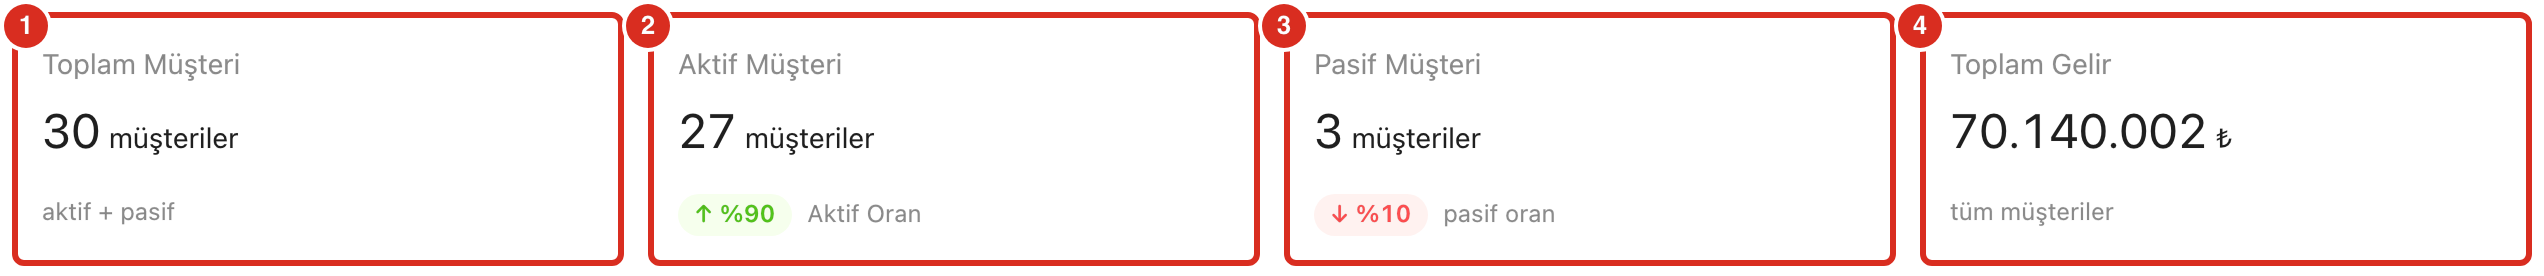 1
Toplam Müşteri
30 müşteriler
aktif + pasif
2
Aktif Müşteri
27 müşteriler
↑ %90 Aktif Oran
3
Pasif Müşteri
3 müşteriler
↓ %10 pasif oran
4
Toplam Gelir
70.140.002 ₺
tüm müşteriler